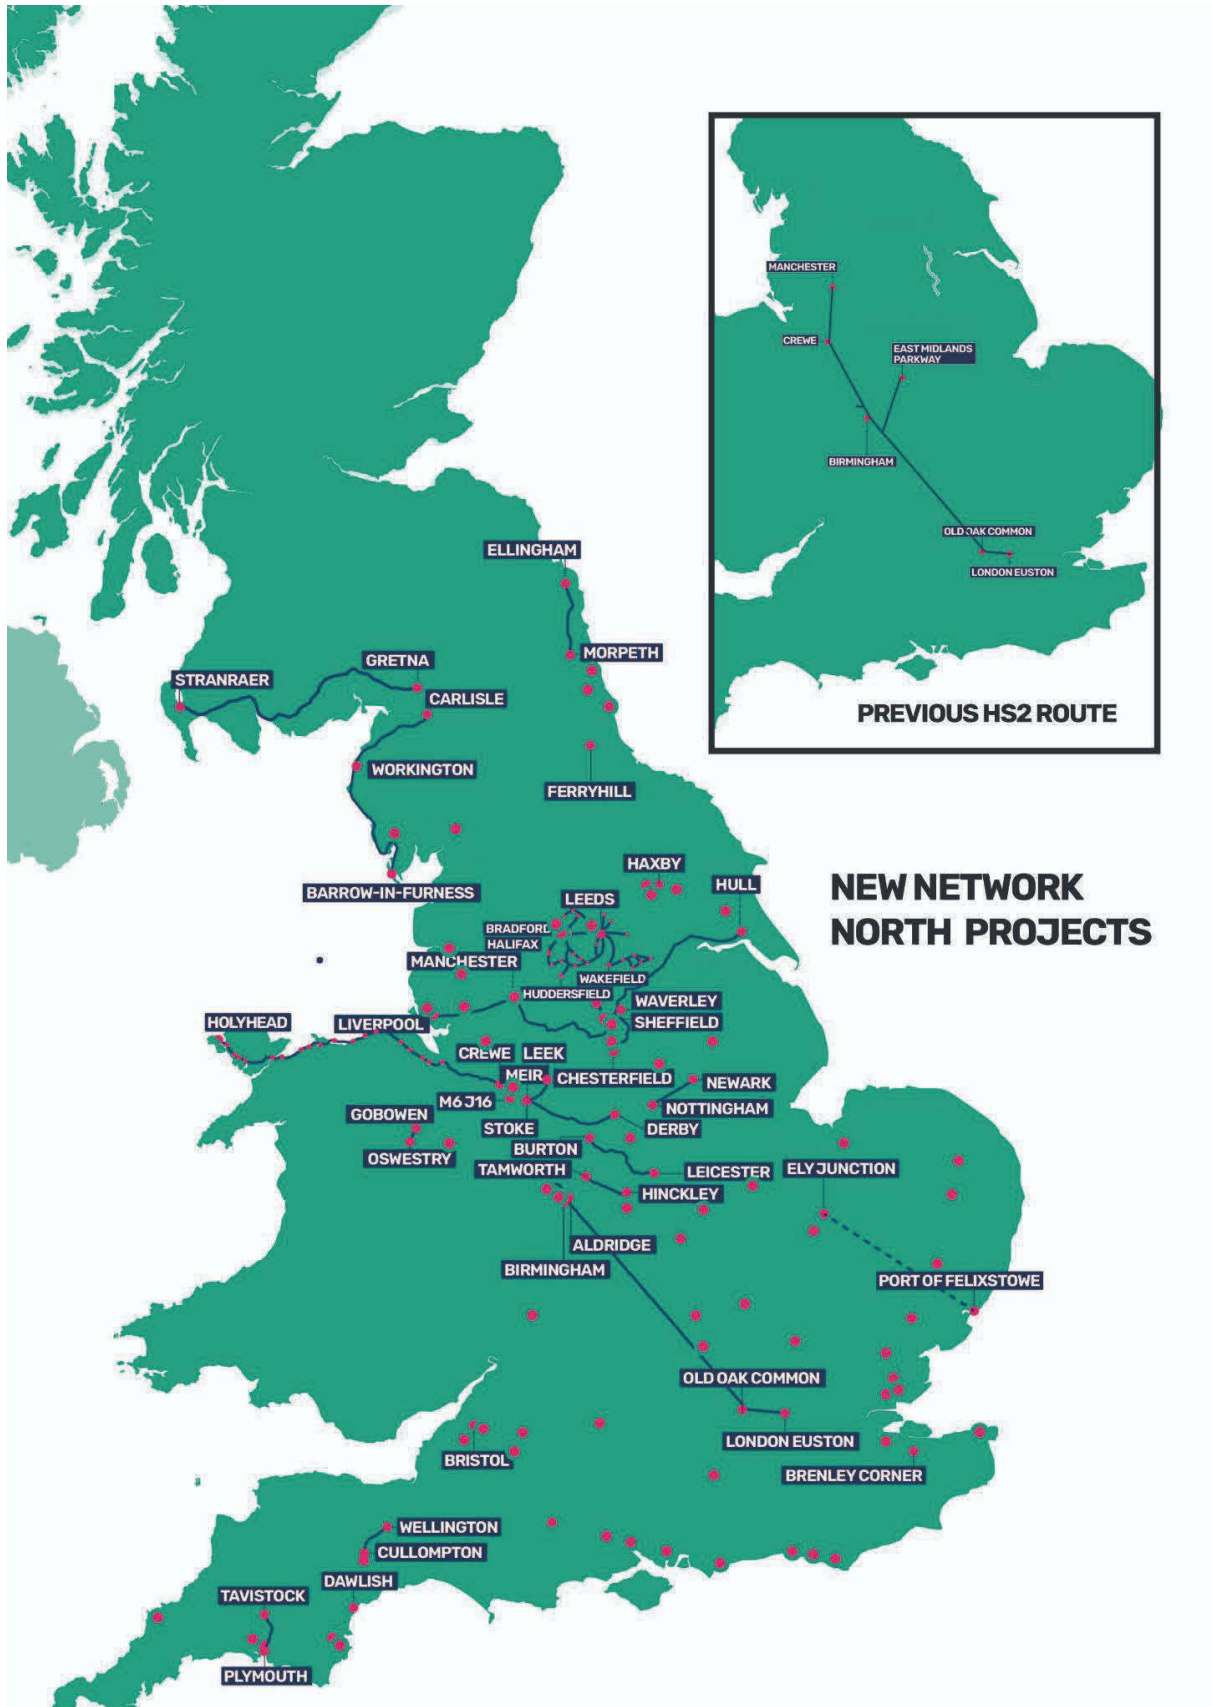 MANCHESTER
CREWE
EAST MIDLANDS
PARKWAY
BIRMINGHAM
OLD OAK COMMON
LONDON EUSTON
PREVIOUS HS2 ROUTE
ELLINGHAM
MORPETH
GRETNA
STRANRAER
CARLISLE
WORKINGTON
FERRYHILL
BARROW-IN-FURNESS
NEW NETWORK
NORTH PROJECTS
HAXBY
HULL
LEEDS
BRADFORD
HALIFAX
MANCHESTER
WAKEFIELD
HUDDERSFIELD
WAVERLEY
HOLYHEAD
LIVERPOOL
SHEFFIELD
CREWE
LEEK
MEIR
CHESTERFIELD
NEWARK
M6 J16
NOTTINGHAM
GOBOWEN
STOKE
DERBY
BURTON
OSWESTRY
TAMWORTH
LEICESTER
ELY JUNCTION
HINCKLEY
ALDRIDGE
BIRMINGHAM
PORT OF FELIXSTOWE
OLD OAK COMMON
LONDON EUSTON
BRISTOL
BRENLEY CORNER
WELLINGTON
CULLOMPTON
DAWLISH
TAVISTOCK
PLYMOUTH